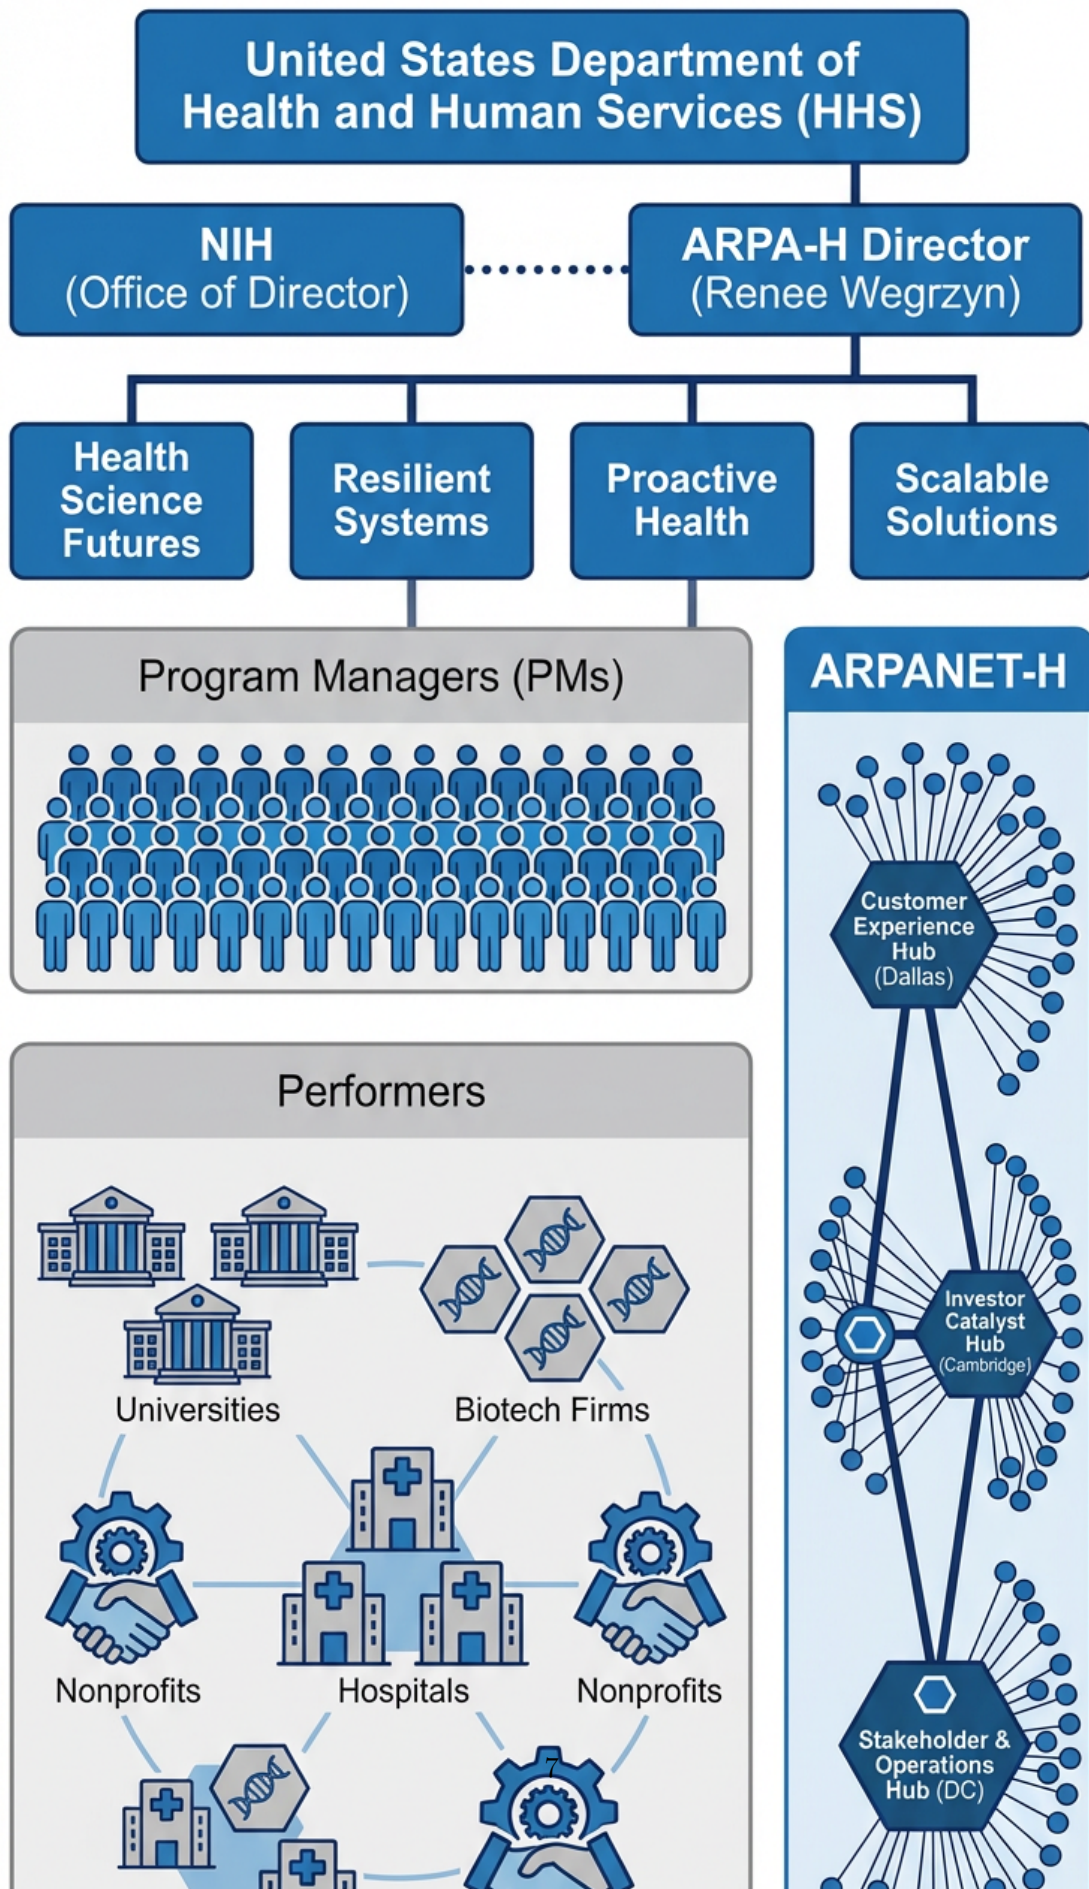 United States Department of
Health and Human Services (HHS)
NIH
(Office of Director)
ARPA-H Director
(Renee Wegrzyn)
Health
Science
Futures
Resilient
Systems
Proactive
Health
Scalable
Solutions
Program Managers (PMs)
ARPANET-H
Customer
Experience
Hub
(Dallas)
Performers
Universities
Biotech Firms
Investor
Catalyst
Hub
(Cambridge)
Nonprofits
Hospitals
Nonprofits
Stakeholder &
Operations
Hub (DC)
7